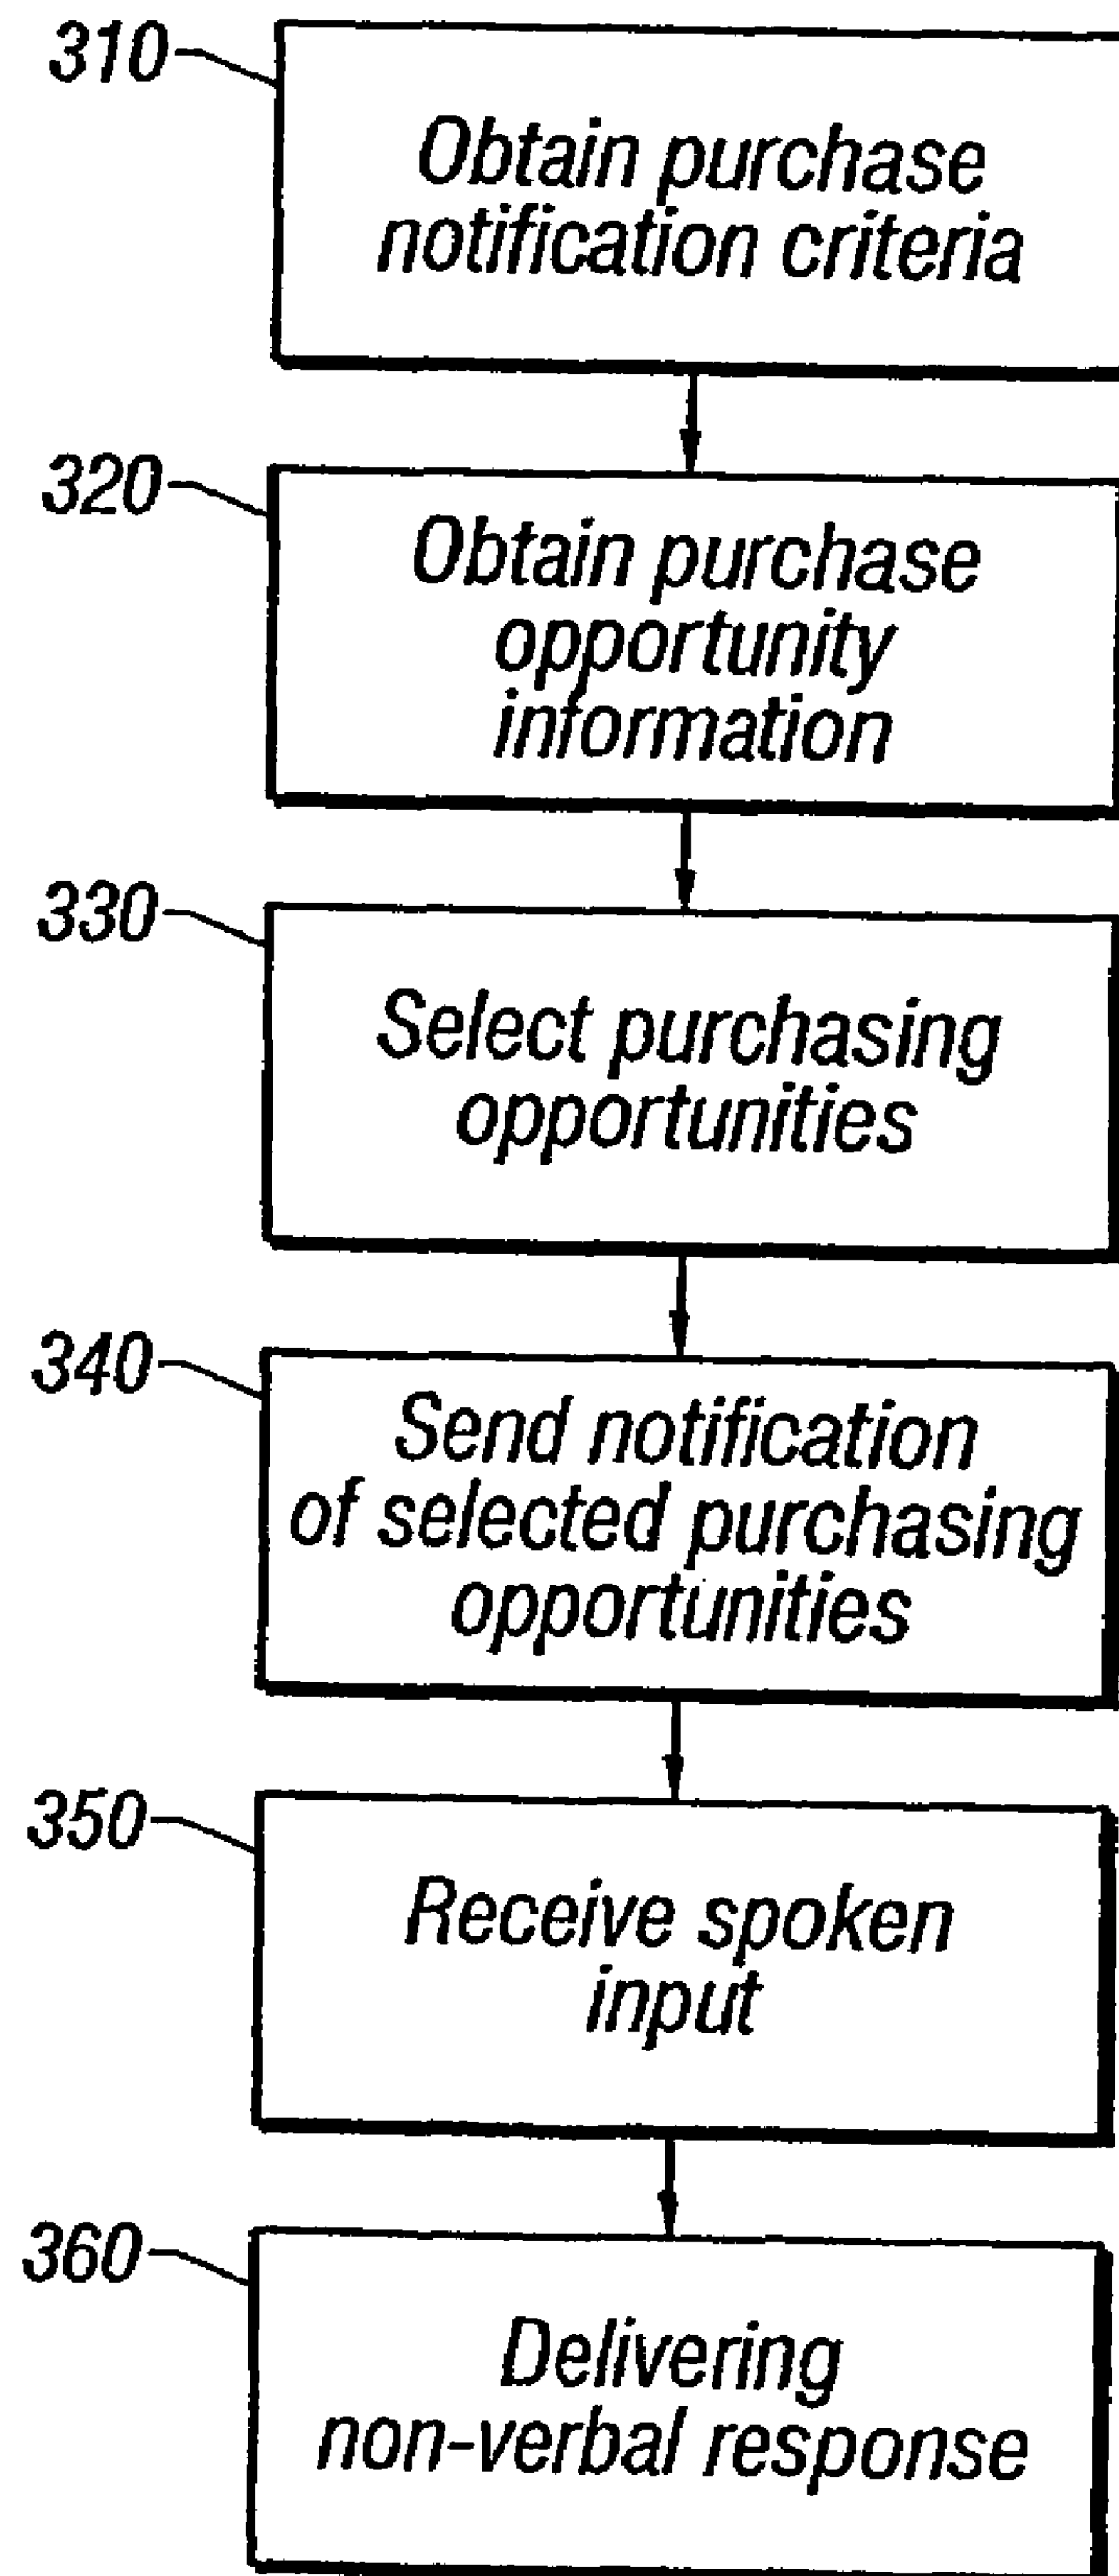 310
Obtain purchase
notification criteria
320
Obtain purchase
opportunity
information
330
Select purchasing
opportunities
340
Send notification
of selected purchasing
opportunities
350
Receive spoken
input
360
Delivering
non-verbal response